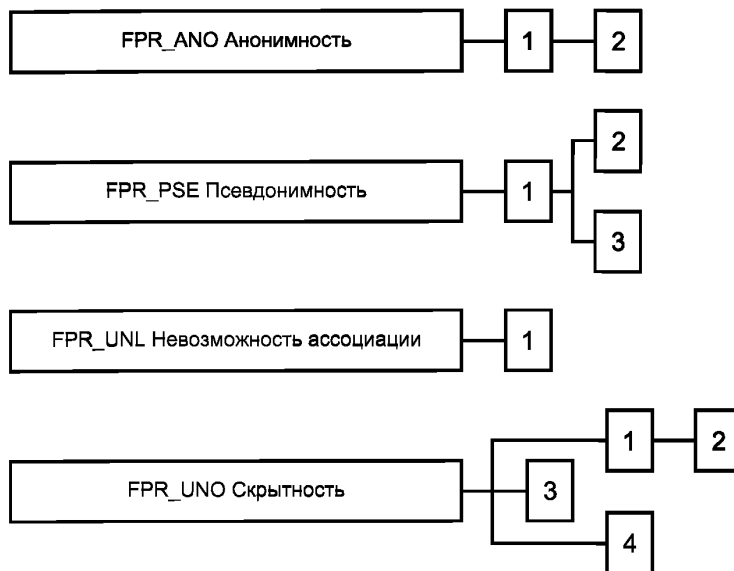 FPR_ANO Анонимность 1 2
2
FPR_PSE Псевдонимность 1
3
FPR_UNL Невозможность ассоциации 1
1 2
FPR_UNO Скрытность 3
4